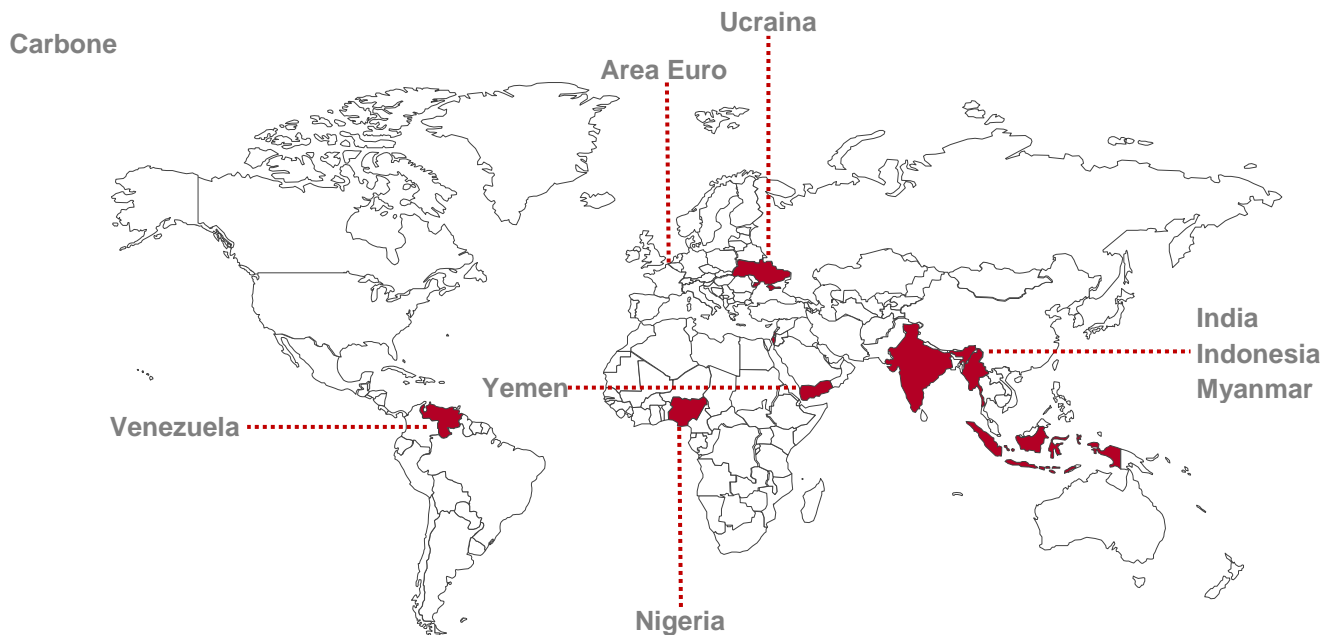 Carbone
Ucraina
Area Euro
India
Indonesia
Myanmar
Yemen
Venezuela
Nigeria